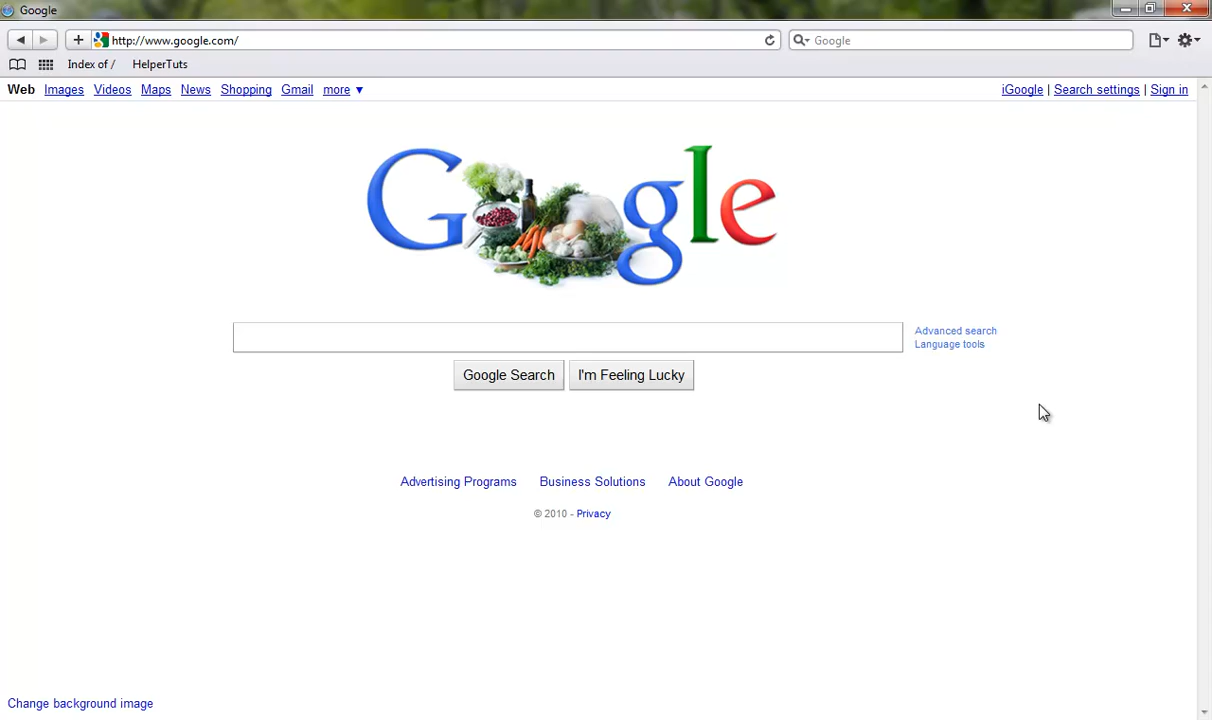 Google
http://www.google.com/
Google
Index of /
HelperTuts
Web Images Videos Maps News Shopping Gmail more ▼
iGoogle | Search settings | Sign in
Google
Advanced search
Language tools
Google Search
I'm Feeling Lucky
Advertising Programs
Business Solutions
About Google
© 2010 - Privacy
Change background image